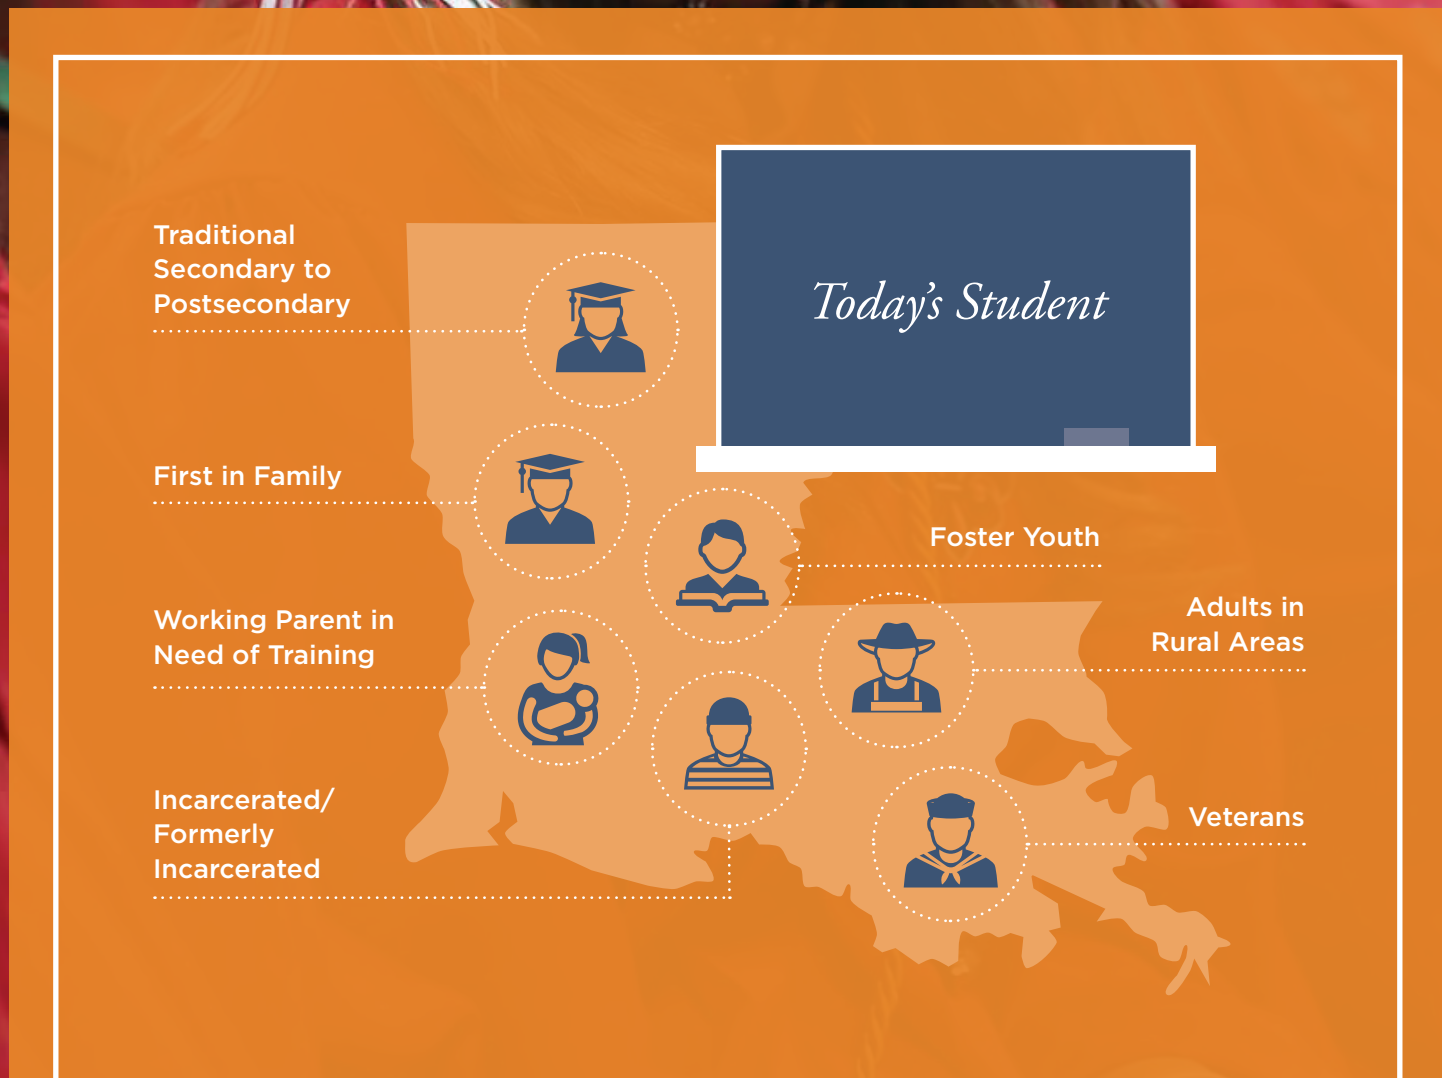 Today's Student
Traditional
Secondary to
Postsecondary
First in Family
Working Parent in
Need of Training
Incarcerated/
Formerly
Incarcerated
Foster Youth
Adults in
Rural Areas
Veterans